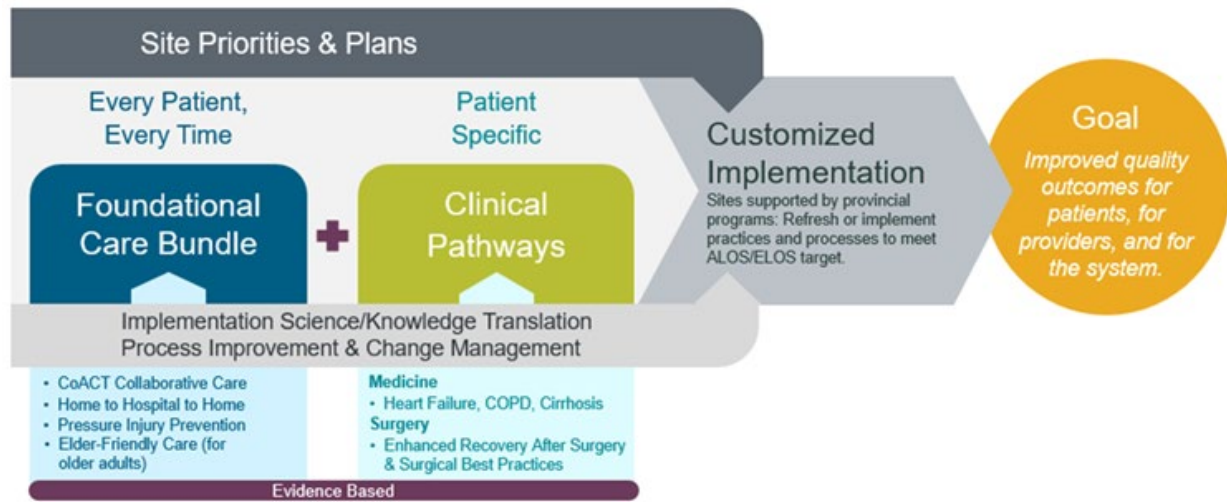 Site Priorities & Plans
Every Patient,
Every Time
Foundational
Care Bundle
Patient
Specific
Clinical
Pathways
Implementation Science/Knowledge Translation
Process Improvement & Change Management
• CoACT Collaborative Care
• Home to Hospital to Home
• Pressure Injury Prevention
• Elder-Friendly Care (for
older adults)
Medicine
• Heart Failure, COPD, Cirrhosis
Surgery
• Enhanced Recovery After Surgery
& Surgical Best Practices
Evidence Based
Customized
Implementation
Sites supported by provincial
programs: Refresh or implement
practices and processes to meet
ALOS/ELOS target.
Goal
Improved quality
outcomes for
patients, for
providers, and for
the system.